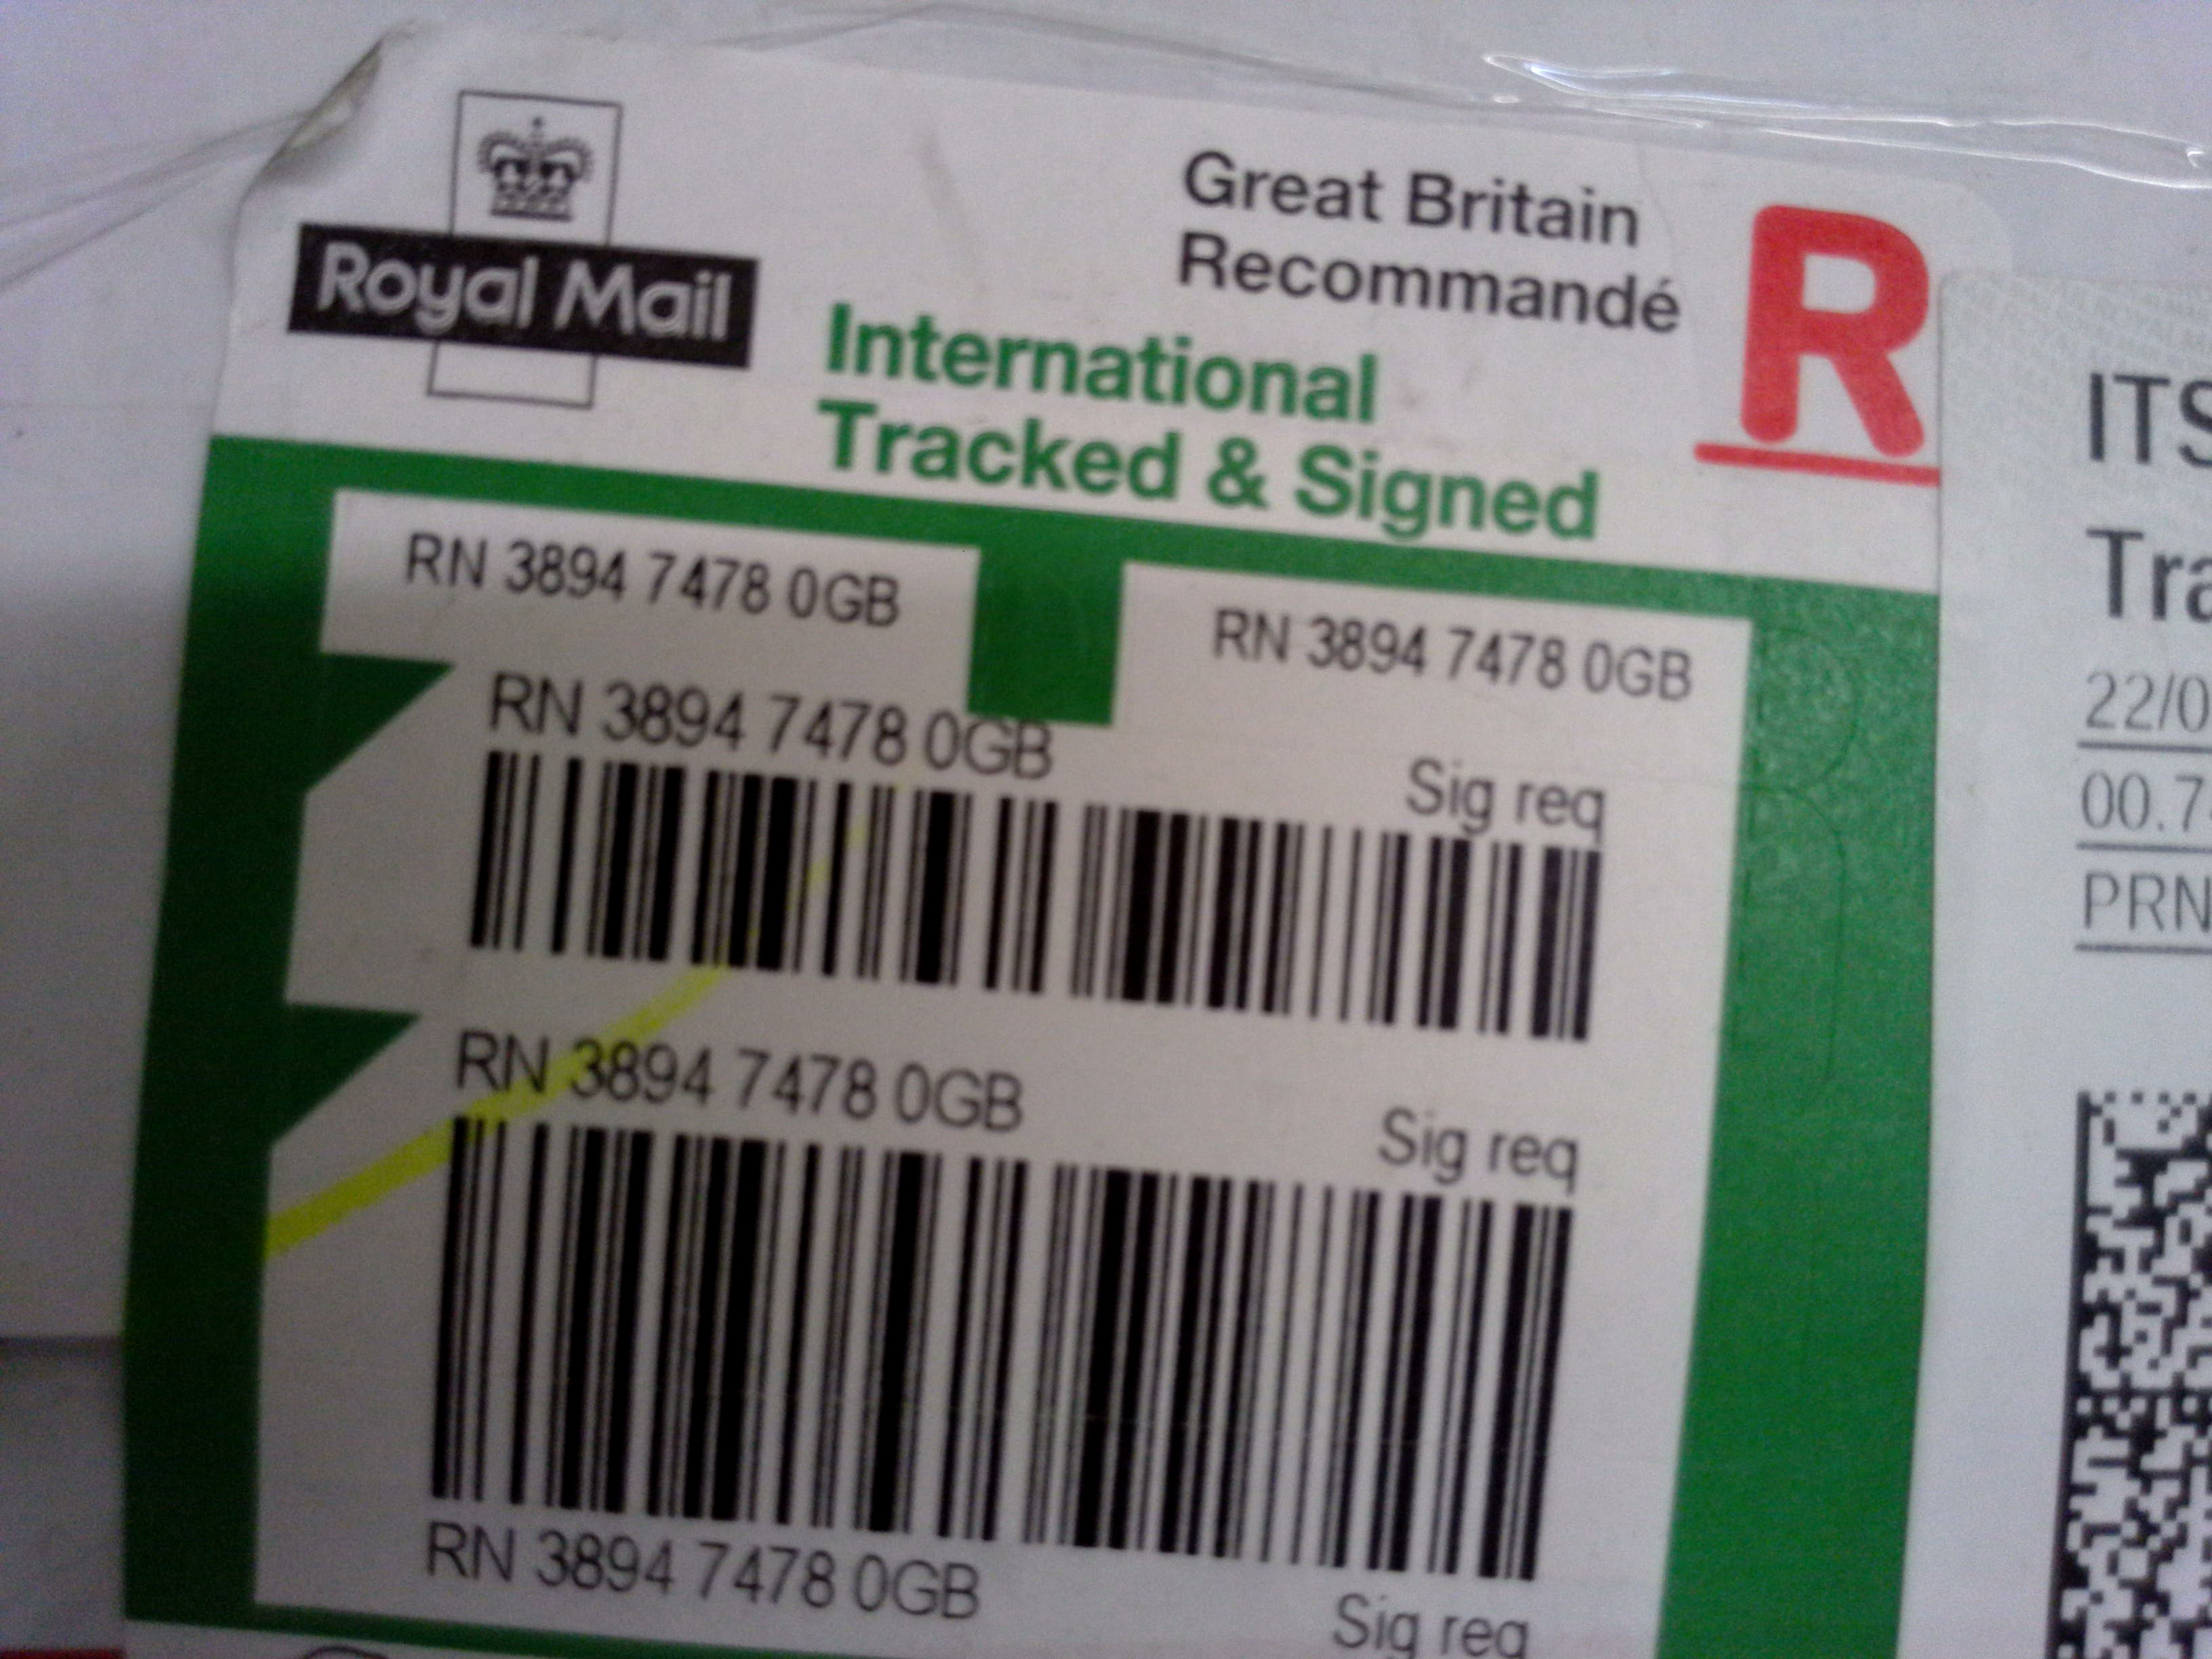 Royal Mail
Great Britain
Recommandé
R
International
Tracked & Signed
RN 3894 7478 0GB
RN 3894 7478 0GB
RN 3894 7478 0GB
Sig req
RN 3894 7478 0GB
Sig req
RN 3894 7478 0GB
Sig req
ITS
Tra
22/0
00.7
PRN